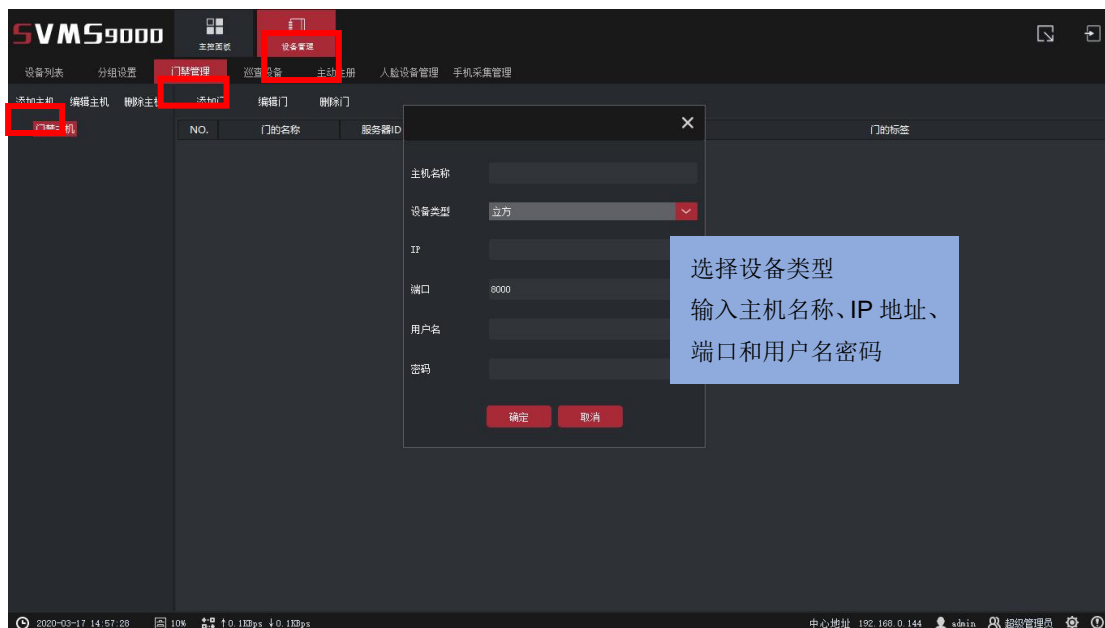 SVMS9000
主控面板
设备管理
设备列表 分组设置 门禁管理 巡查设备 主动注册 人脸设备管理 手机采集管理
添加主机 编辑主机 删除主机 添加门 编辑门 删除门
门禁主机
NO. 门的名称 服务器ID 门的标签
主机名称
设备类型 立方
IP
端口 8000
用户名
密码
确定 取消
选择设备类型
输入主机名称、IP 地址、
端口和用户名密码
2020-03-17 14:57:28 10% ↑0.1KBps ↓0.1KBps 中心地址 192.168.0.144 admin 超级管理员